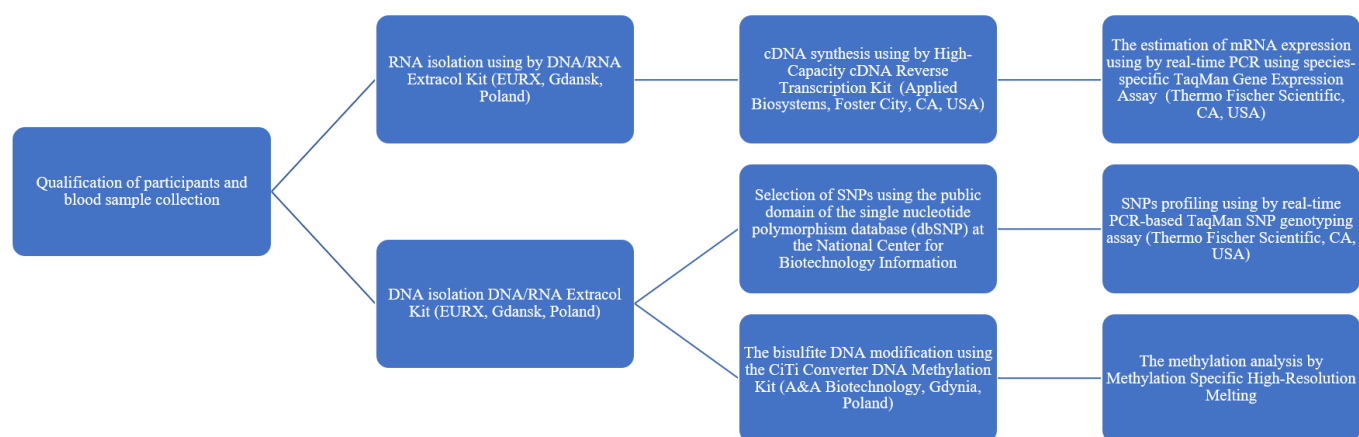 Qualification of participants and
blood sample collection
RNA isolation using by DNA/RNA
Extracol Kit (EURX, Gdansk,
Poland)
cDNA synthesis using by High-
Capacity cDNA Reverse
Transcription Kit (Applied
Biosystems, Foster City, CA, USA)
The estimation of mRNA expression
using by real-time PCR using species-
specific TaqMan Gene Expression
Assay (Thermo Fischer Scientific,
CA, USA)
DNA isolation DNA/RNA Extracol
Kit (EURX, Gdansk, Poland)
Selection of SNPs using the public
domain of the single nucleotide
polymorphism database (dbSNP) at
the National Center for
Biotechnology Information
SNPs profiling using by real-time
PCR-based TaqMan SNP genotyping
assay (Thermo Fischer Scientific, CA,
USA)
The bisulfite DNA modification using
the CiTi Converter DNA Methylation
Kit (A&A Biotechnology, Gdynia,
Poland)
The methylation analysis by
Methylation Specific High-Resolution
Melting